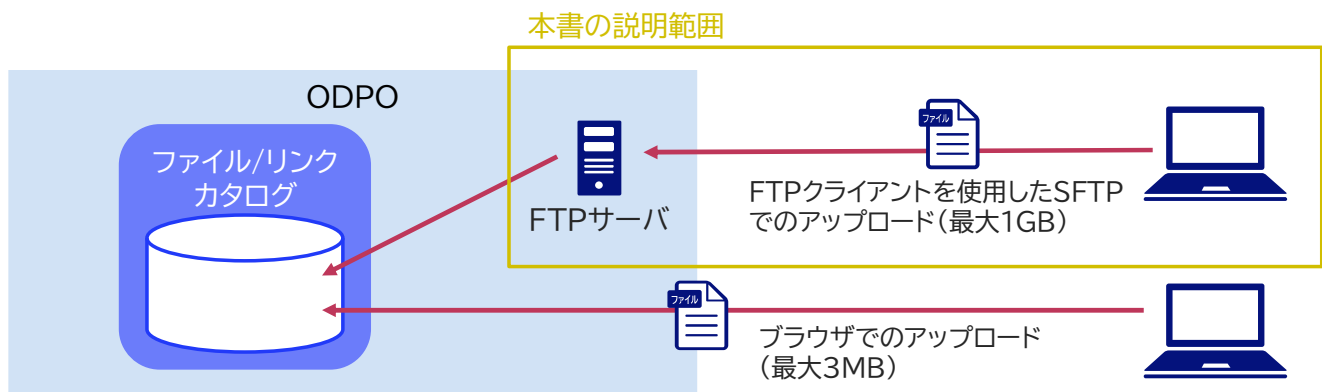 本書の説明範囲
ODPO
ファイル/リンク
カタログ
FTPサーバ
ファイル
FTPクライアントを使用したSFTP
でのアップロード（最大1GB）
ファイル
ブラウザでのアップロード
（最大3MB）